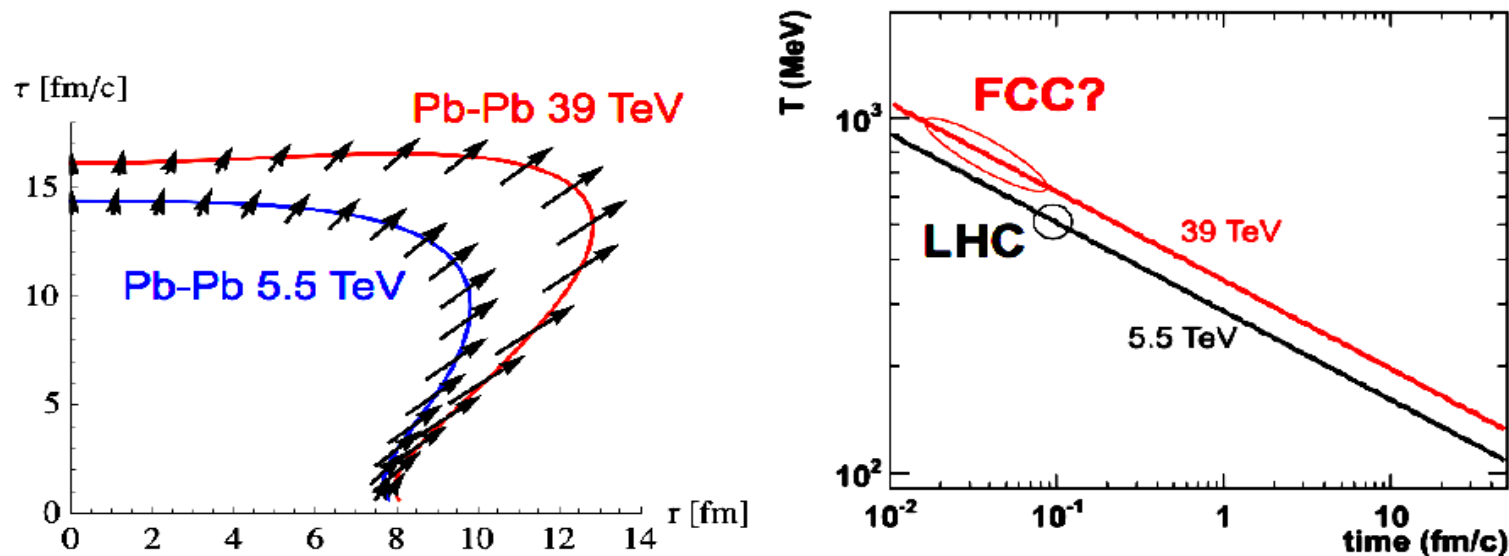 τ [fm/c]
Pb-Pb 39 TeV
15
Pb-Pb 5.5 TeV
10
5
0
0 2 4 6 8 10 12 14
r [fm]
T (MeV)
10³
10²
FCC?
LHC
39 TeV
5.5 TeV
10⁻² 10⁻¹ 1 10
time (fm/c)